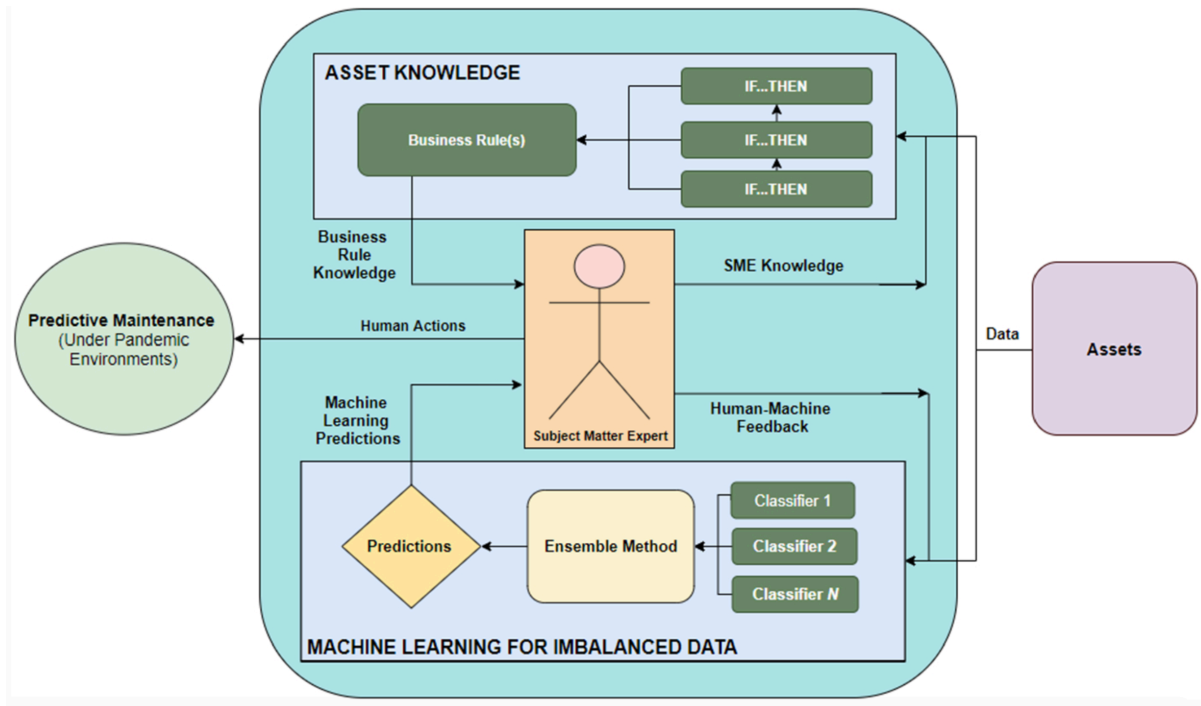 ASSET KNOWLEDGE
IF...THEN
Business Rule(s)
IF...THEN
IF...THEN
Business
Rule
Knowledge
SME Knowledge
Predictive Maintenance
(Under Pandemic
Environments)
Human Actions
Data
Assets
Machine
Learning
Predictions
Human-Machine
Feedback
Subject Matter Expert
Classifier 1
Predictions
Ensemble Method
Classifier 2
Classifier N
MACHINE LEARNING FOR IMBALANCED DATA